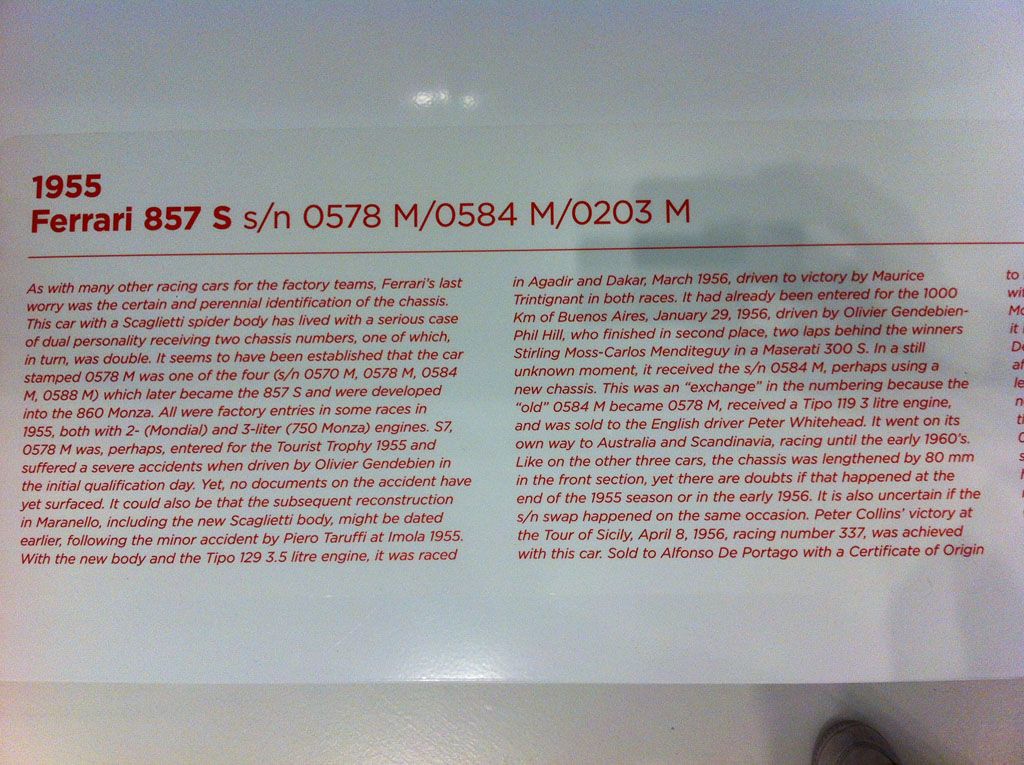 1955
Ferrari 857 S s/n 0578 M/0584 M/0203 M
As with many other racing cars for the factory teams, Ferrari's last
worry was the certain and perennial identification of the chassis.
This car with a Scaglietti spider body has lived with a serious case
of dual personality receiving two chassis numbers, one of which,
in turn, was double. It seems to have been established that the car
stamped 0578 M was one of the four (s/n 0570 M, 0578 M, 0584
M, 0588 M) which later became the 857 S and were developed
into the 860 Monza. All were factory entries in some races in
1955, both with 2- (Mondial) and 3-liter (750 Monza) engines. S7,
0578 M was, perhaps, entered for the Tourist Trophy 1955 and
suffered a severe accidents when driven by Olivier Gendebien in
the initial qualification day. Yet, no documents on the accident have
yet surfaced. It could also be that the subsequent reconstruction
in Maranello, including the new Scaglietti body, might be dated
earlier, following the minor accident by Piero Taruffi at Imola 1955.
With the new body and the Tipo 129 3.5 litre engine, it was raced
in Agadir and Dakar, March 1956, driven to victory by Maurice
Trintignant in both races. It had already been entered for the 1000
Km of Buenos Aires, January 29, 1956, driven by Olivier Gendebien-
Phil Hill, who finished in second place, two laps behind the winners
Stirling Moss-Carlos Menditeguy in a Maserati 300 S. In a still
unknown moment, it received the s/n 0584 M, perhaps using a
new chassis. This was an “exchange” in the numbering because the
“old” 0584 M became 0578 M, received a Tipo 119 3 litre engine,
and was sold to the English driver Peter Whitehead. It went on its
own way to Australia and Scandinavia, racing until the early 1960's.
Like on the other three cars, the chassis was lengthened by 80 mm
in the front section, yet there are doubts if that happened at the
end of the 1955 season or in the early 1956. It is also uncertain if the
s/n swap happened on the same occasion. Peter Collins' victory at
the Tour of Sicily, April 8, 1956, racing number 337, was achieved
with this car. Sold to Alfonso De Portago with a Certificate of Origin
to